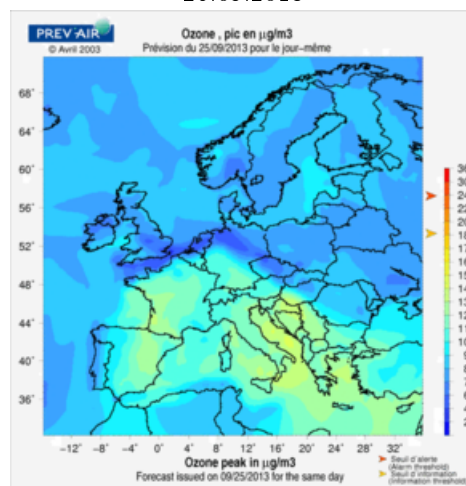 PREV'AIR
© Avril 2003
Ozone , pic en µg/m3
Prévision du 25/09/2013 pour le jour-même
68°
64°
60°
56°
52°
48°
44°
40°
36°
-12° -8° -4° 0° 4° 8° 12° 16° 20° 24° 28° 32°
Ozone peak in µg/m3
Forecast issued on 09/25/2013 for the same day
Seuil d'alerte
(Alarm threshold)
Seuil d'information
(Information threshold)